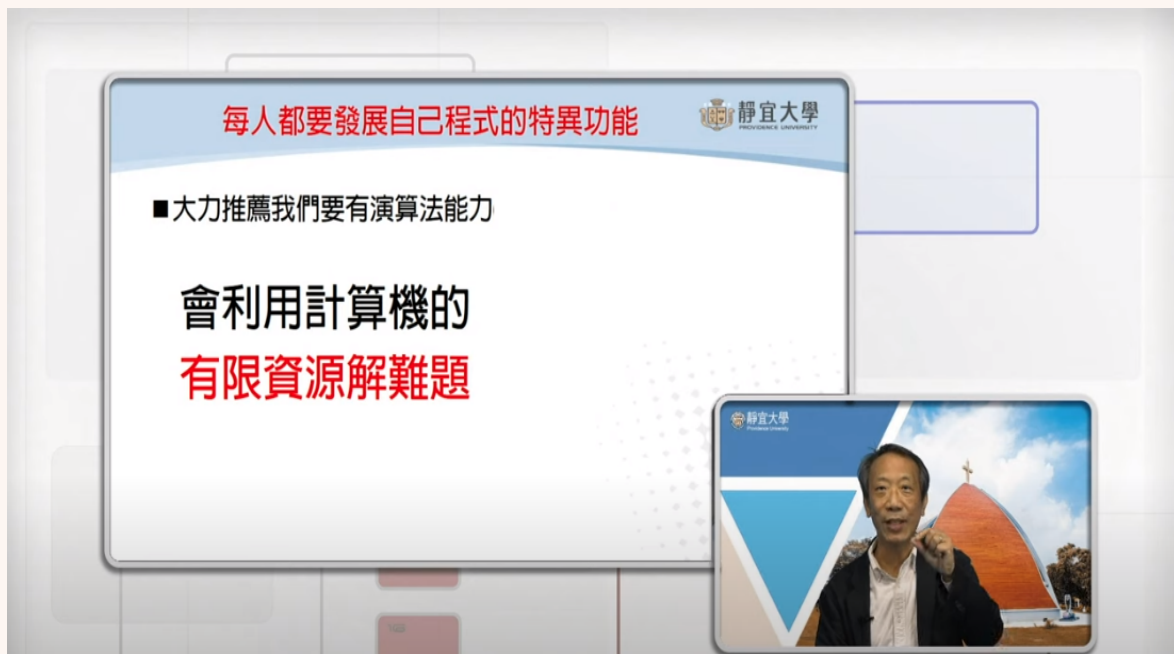 每人都要發展自己程式的特異功能
靜宜大學
PROVIDENCE UNIVERSITY
■大力推薦我們要有演算法能力
會利用計算機的
有限資源解難題
靜宜大學
Providence University